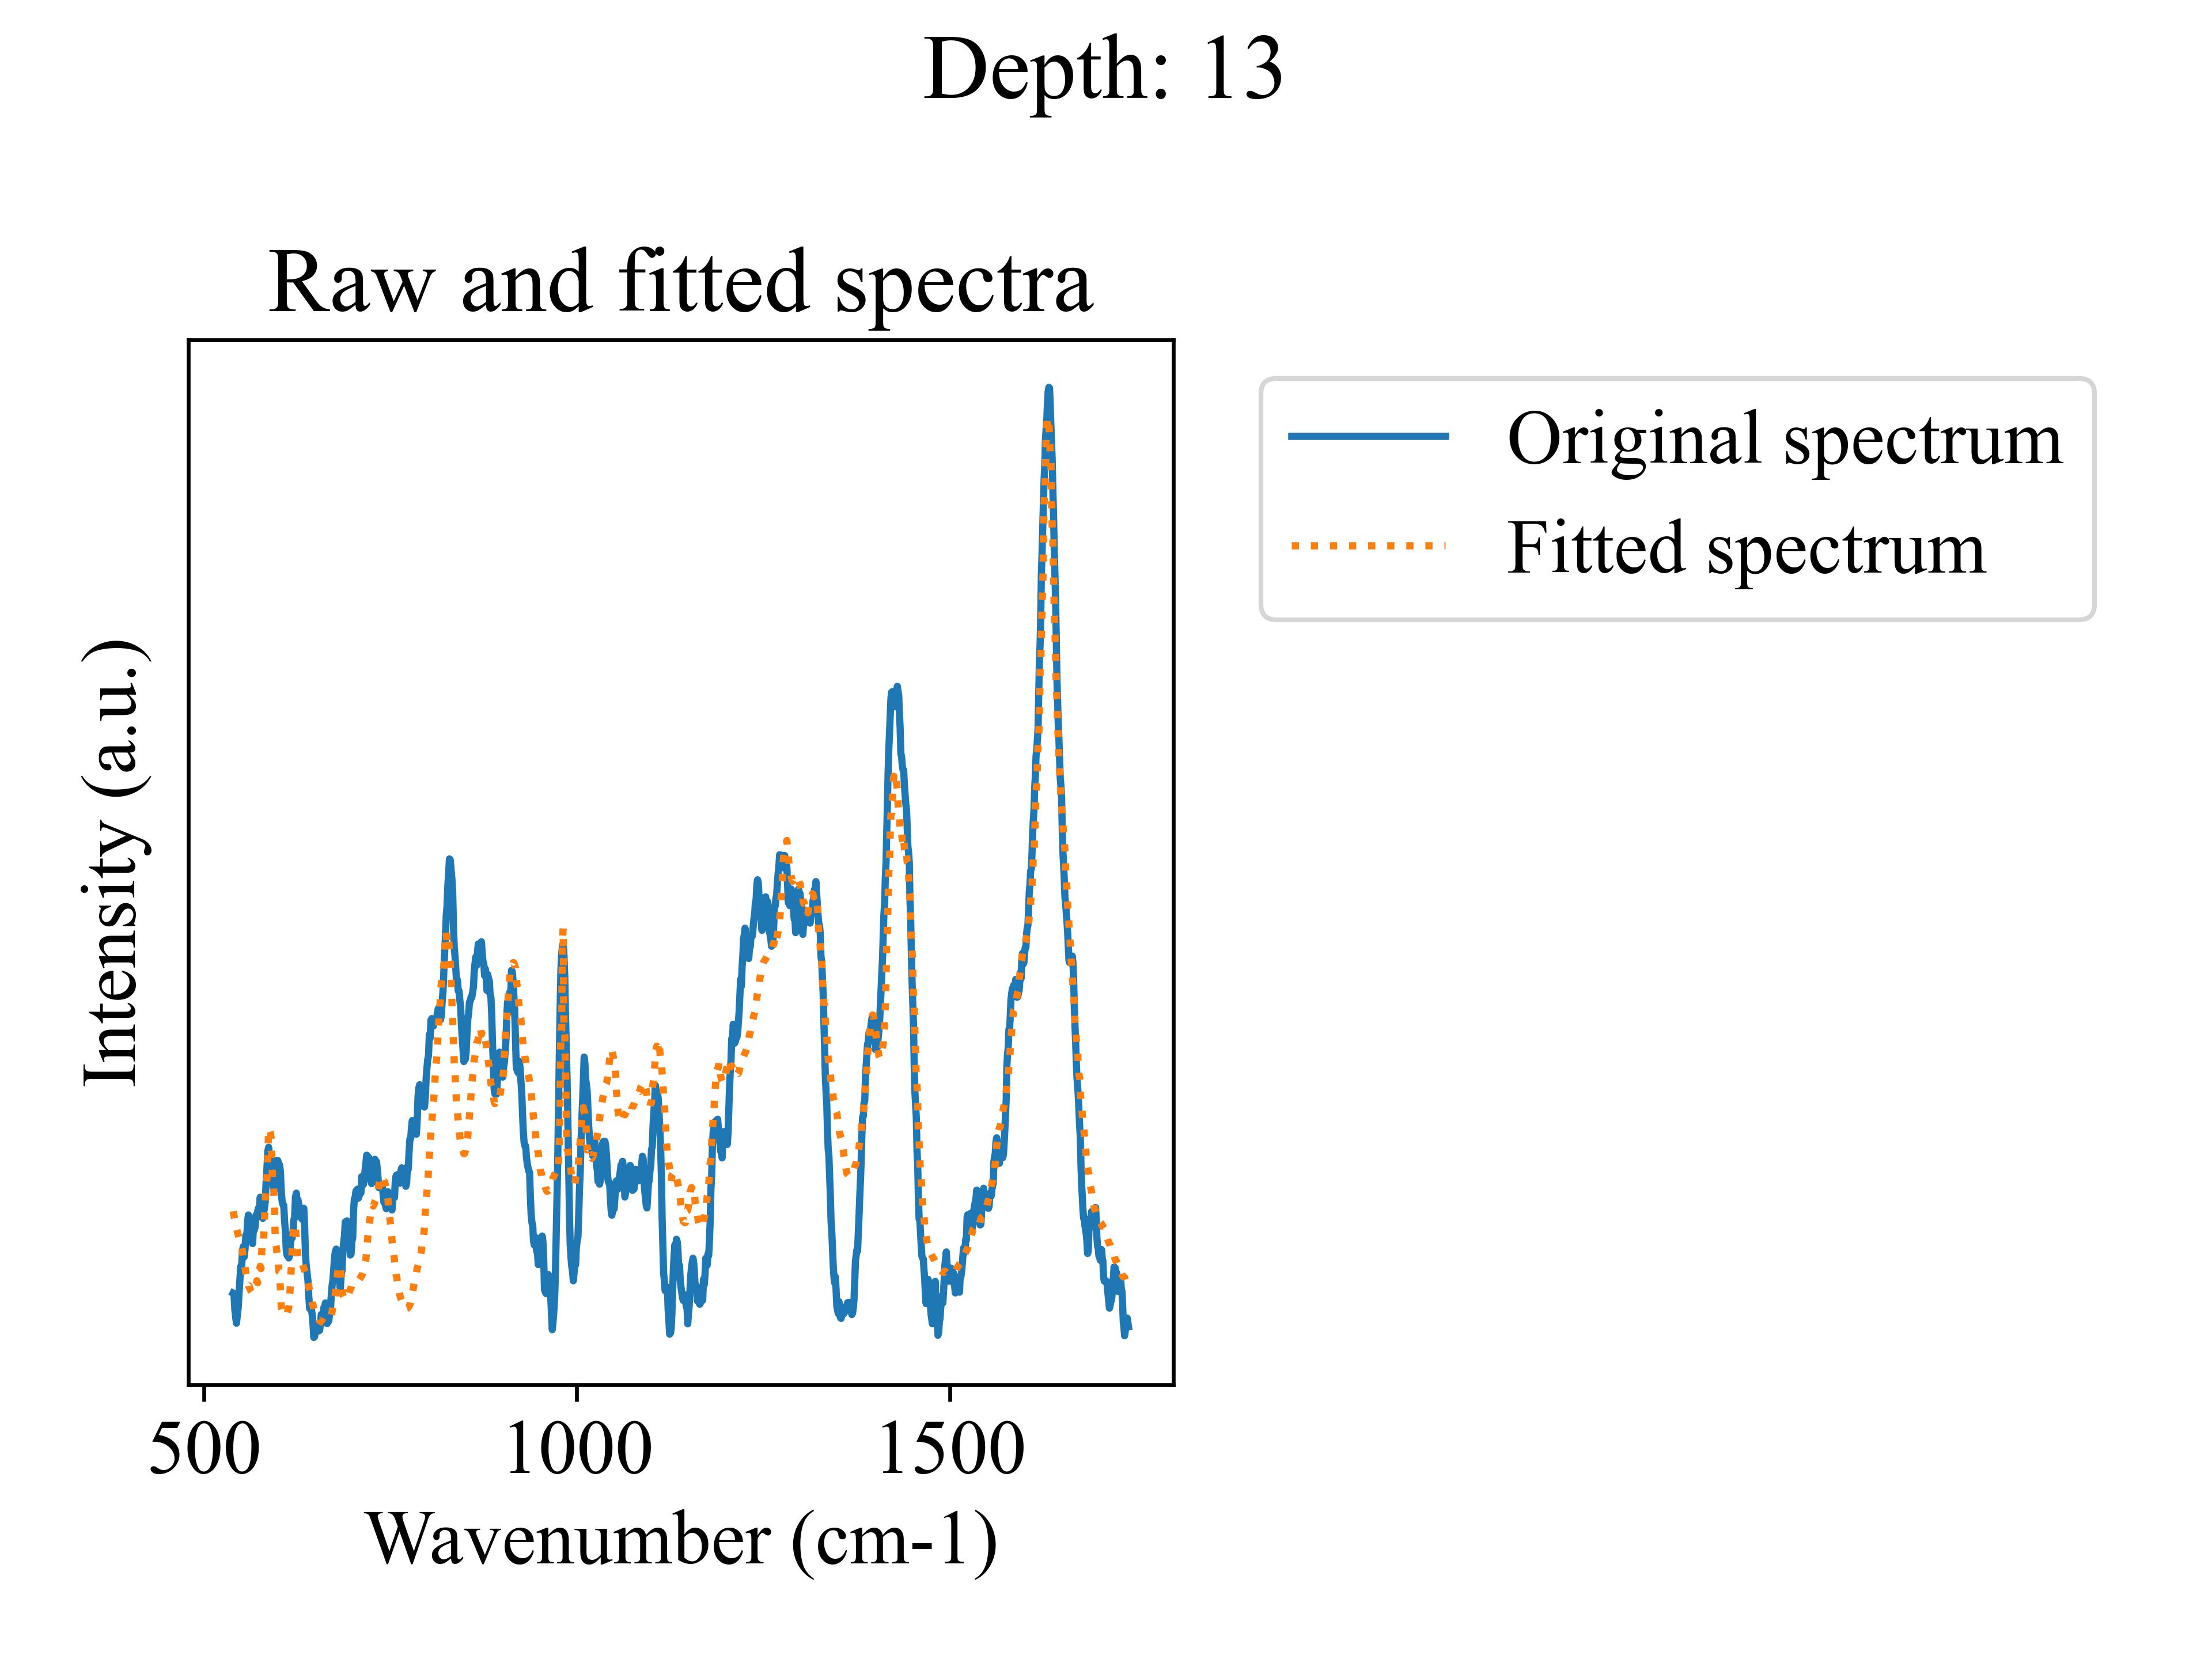 Depth: 13
Raw and fitted spectra
Original spectrum
Fitted spectrum
Intensity (a.u.)
500 1000 1500
Wavenumber (cm-1)